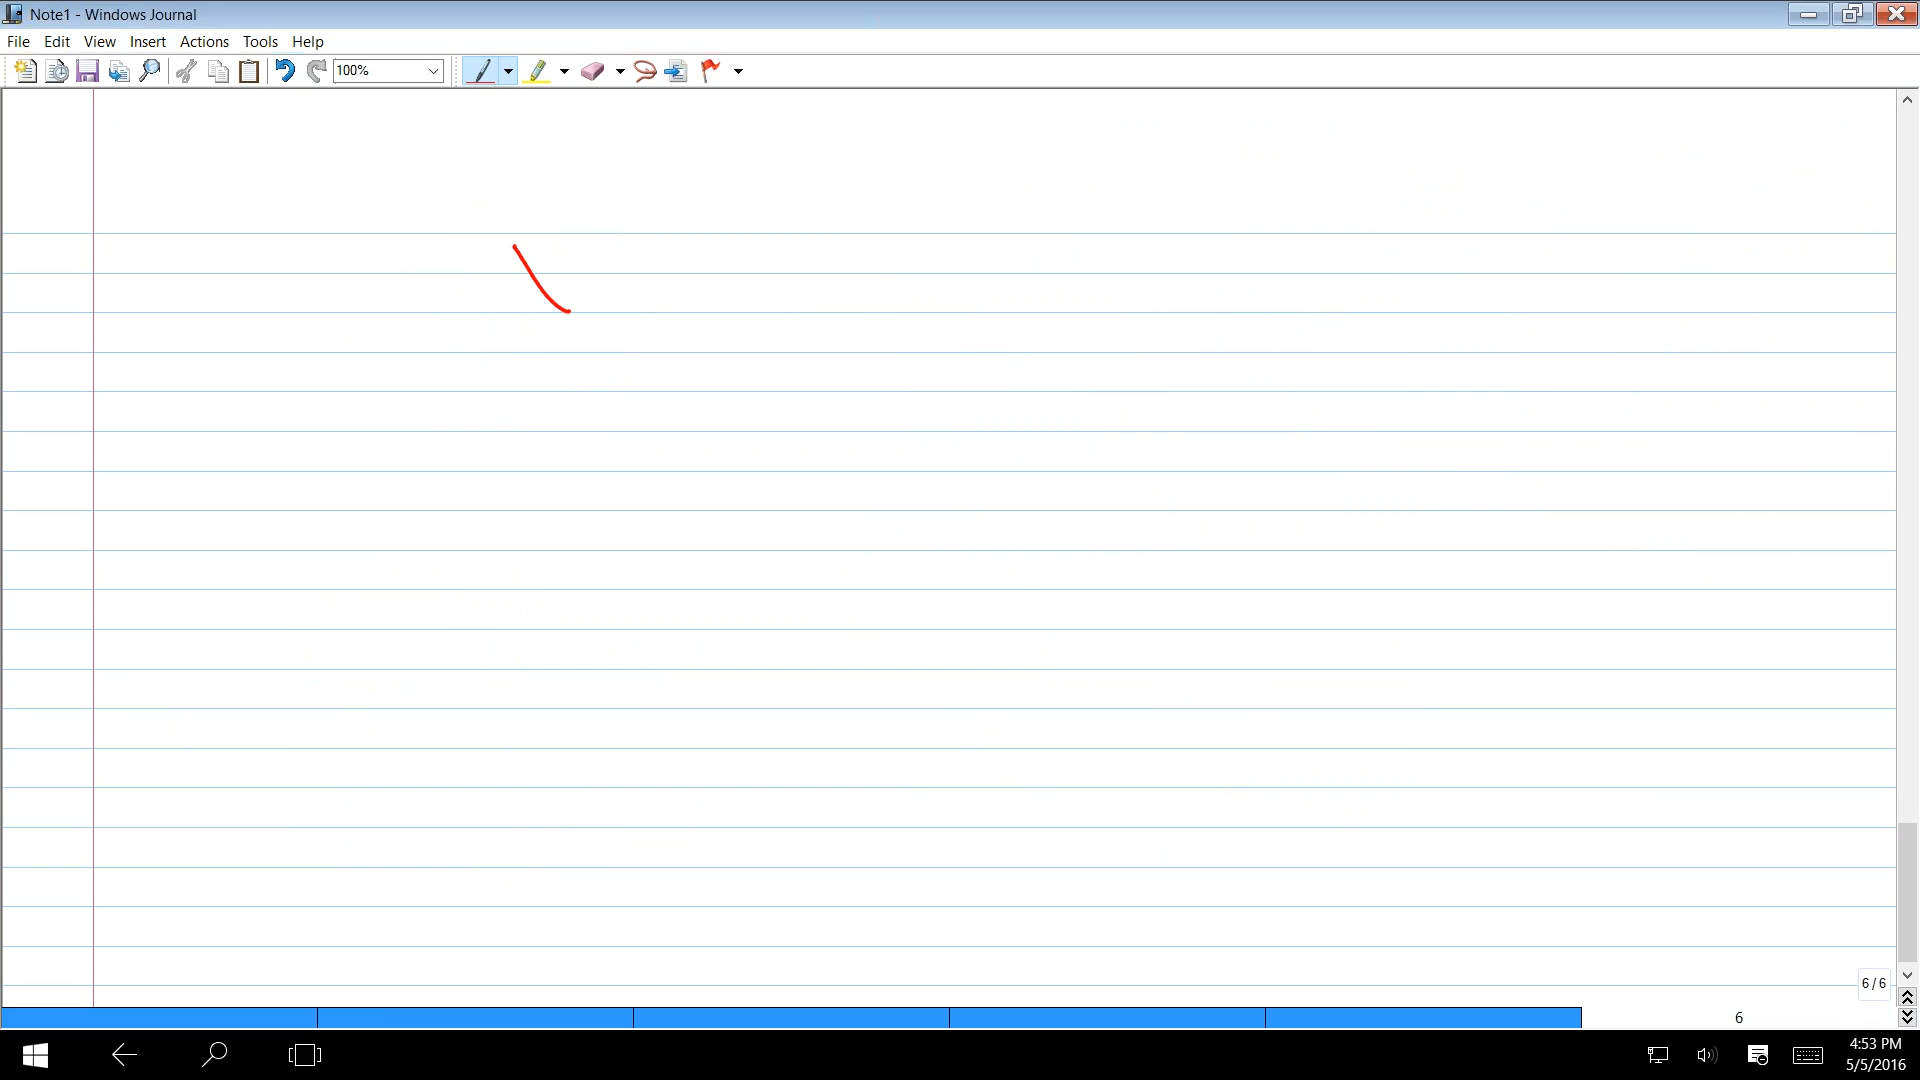 Note1 - Windows Journal
File Edit View Insert Actions Tools Help
100%
6 / 6
6
4:53 PM
5/5/2016